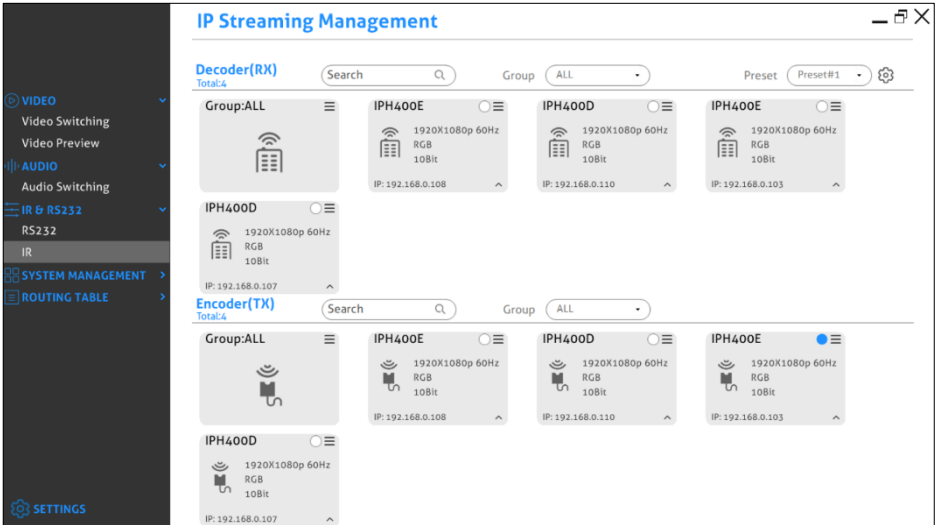 IP Streaming Management
VIDEO
Video Switching
Video Preview
AUDIO
Audio Switching
IR & RS232
RS232
IR
SYSTEM MANAGEMENT
ROUTING TABLE
SETTINGS
Decoder(RX)
Total:4
Search
Group
ALL
Preset
Preset#1
Group:ALL
IPH400E
1920X1080p 60Hz
RGB
10Bit
IP: 192.168.0.108
IPH400D
1920X1080p 60Hz
RGB
10Bit
IP: 192.168.0.110
IPH400E
1920X1080p 60Hz
RGB
10Bit
IP: 192.168.0.103
IPH400D
1920X1080p 60Hz
RGB
10Bit
IP: 192.168.0.107
Encoder(TX)
Total:4
Search
Group
ALL
Group:ALL
IPH400E
1920X1080p 60Hz
RGB
10Bit
IP: 192.168.0.108
IPH400D
1920X1080p 60Hz
RGB
10Bit
IP: 192.168.0.110
IPH400E
1920X1080p 60Hz
RGB
10Bit
IP: 192.168.0.103
IPH400D
1920X1080p 60Hz
RGB
10Bit
IP: 192.168.0.107